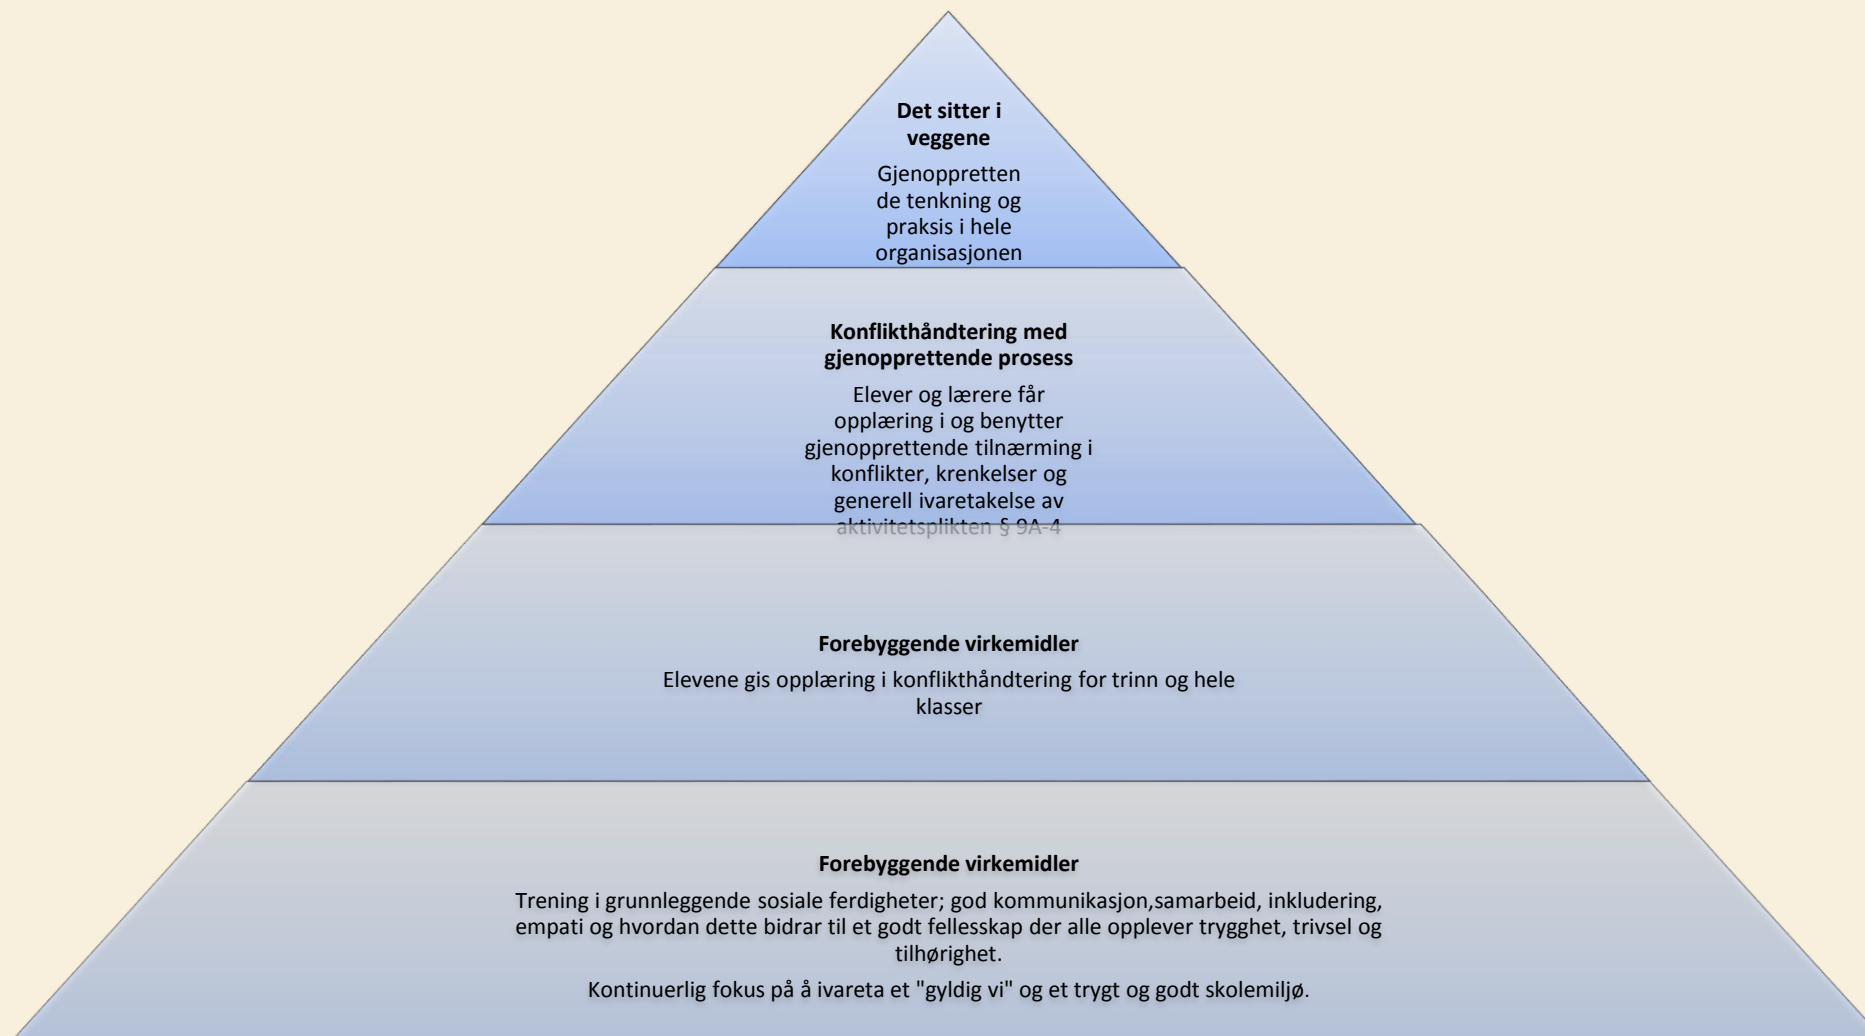 Det sitter i
veggene
Gjenoppretten
de tenkning og
praksis i hele
organisasjonen
Konflikthåndtering med
gjenopprettende prosess
Elever og lærere får
opplæring i og benytter
gjenopprettende tilnærming i
konflikter, krenkelser og
generell ivaretakelse av
aktivitetsplikten § 9A-4
Forebyggende virkemidler
Elevene gis opplæring i konflikthåndtering for trinn og hele
klasser
Forebyggende virkemidler
Trening i grunnleggende sosiale ferdigheter; god kommunikasjon,samarbeid, inkludering,
empati og hvordan dette bidrar til et godt fellesskap der alle opplever trygghet, trivsel og
tilhørighet.
Kontinuerlig fokus på å ivareta et "gyldig vi" og et trygt og godt skolemiljø.